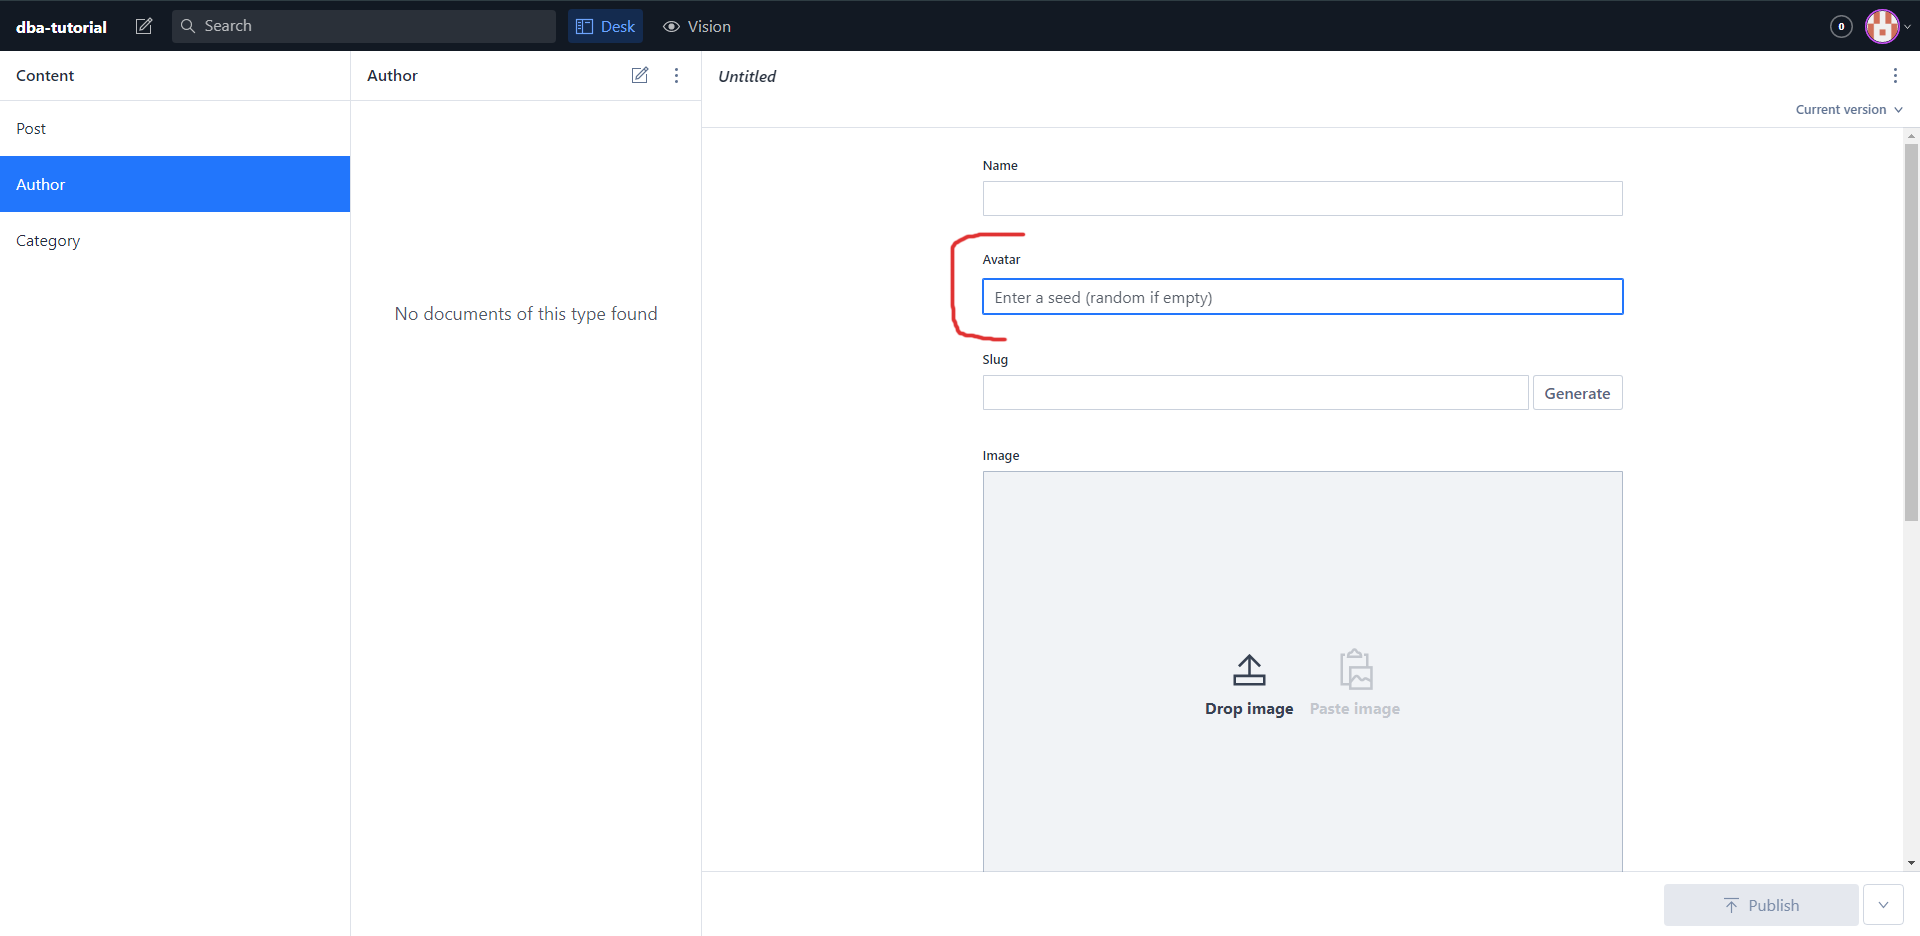 dba-tutorial
Search
Desk
Vision
0
Content
Post
Author
Category
Author
No documents of this type found
Untitled
Current version
Name
Avatar
Enter a seed (random if empty)
Slug
Generate
Image
Drop image
Paste image
Publish